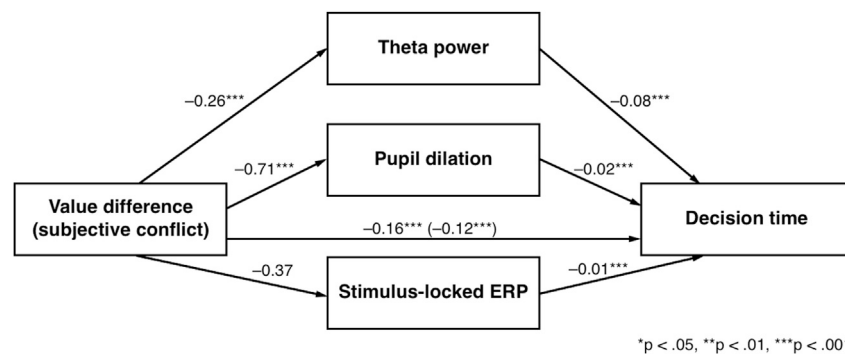 Theta power
–0.26***
–0.08***
Pupil dilation
–0.71***
–0.02***
Value difference
(subjective conflict)
Decision time
–0.16*** (–0.12***)
–0.37
–0.01***
Stimulus-locked ERP
*p < .05, **p < .01, ***p < .00